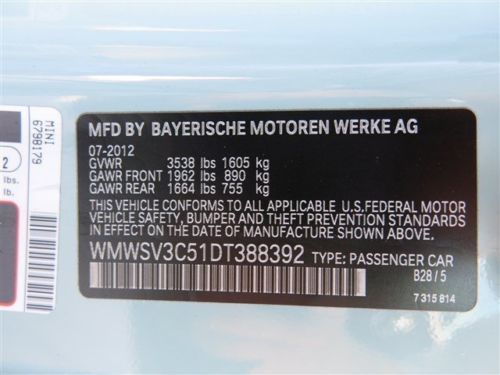 MFD BY BAYERISCHE MOTOREN WERKE AG
07-2012
GVWR 3538 lbs 1605 kg
GAWR FRONT 1962 lbs 890 kg
GAWR REAR 1664 lbs 755 kg
THIS VEHICLE CONFORMS TO ALL APPLICABLE U.S.FEDERAL MOTOR
VEHICLE SAFETY, BUMPER AND THEFT PREVENTION STANDARDS
IN EFFECT ON THE DATE OF MANUFACTURE SHOWN ABOVE.
WMWSV3C51DT388392 TYPE: PASSENGER CAR
B28/5
7 315 814
MINI
6798179
2
lbs.
lb.